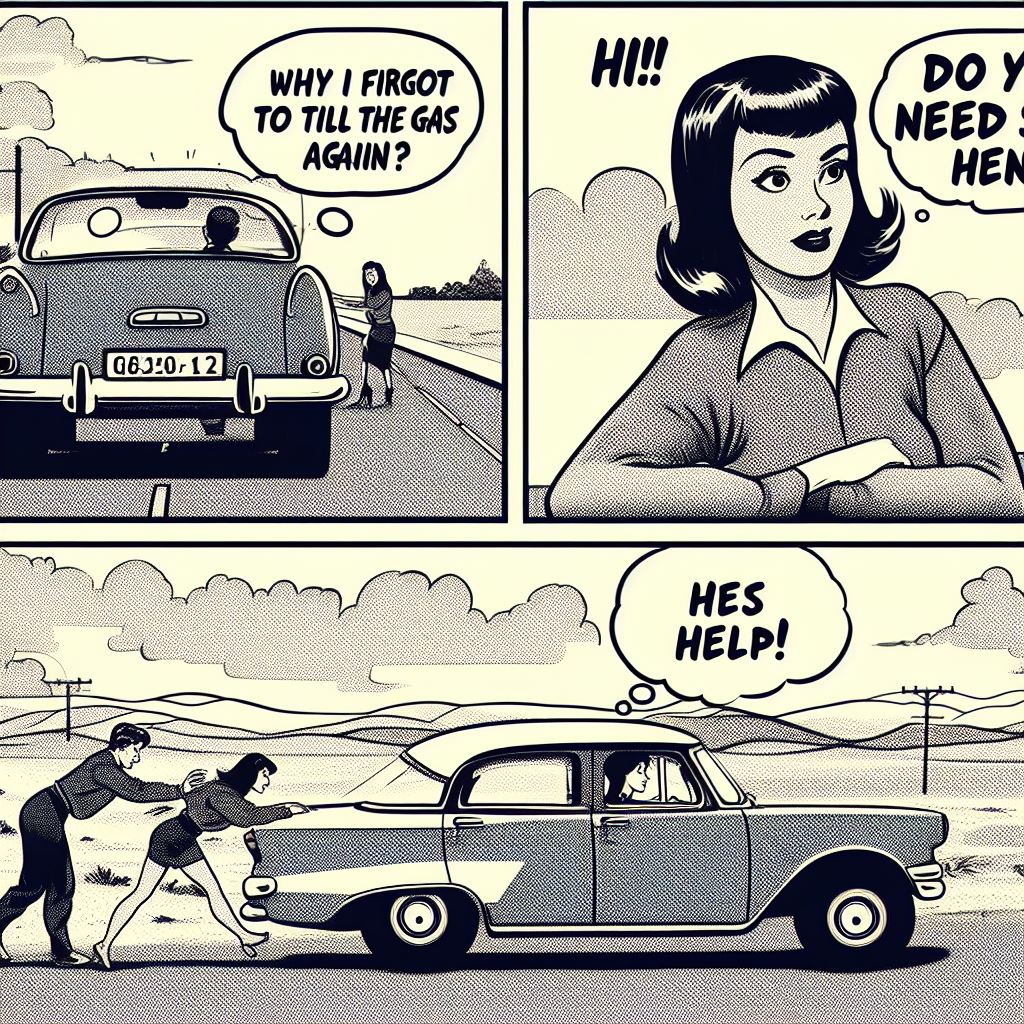 WHY I FIRGOT
TO TILL THE GAS
AGAIIN?
HI!!
DO Y
NEED S
HEN
HES
HELP!